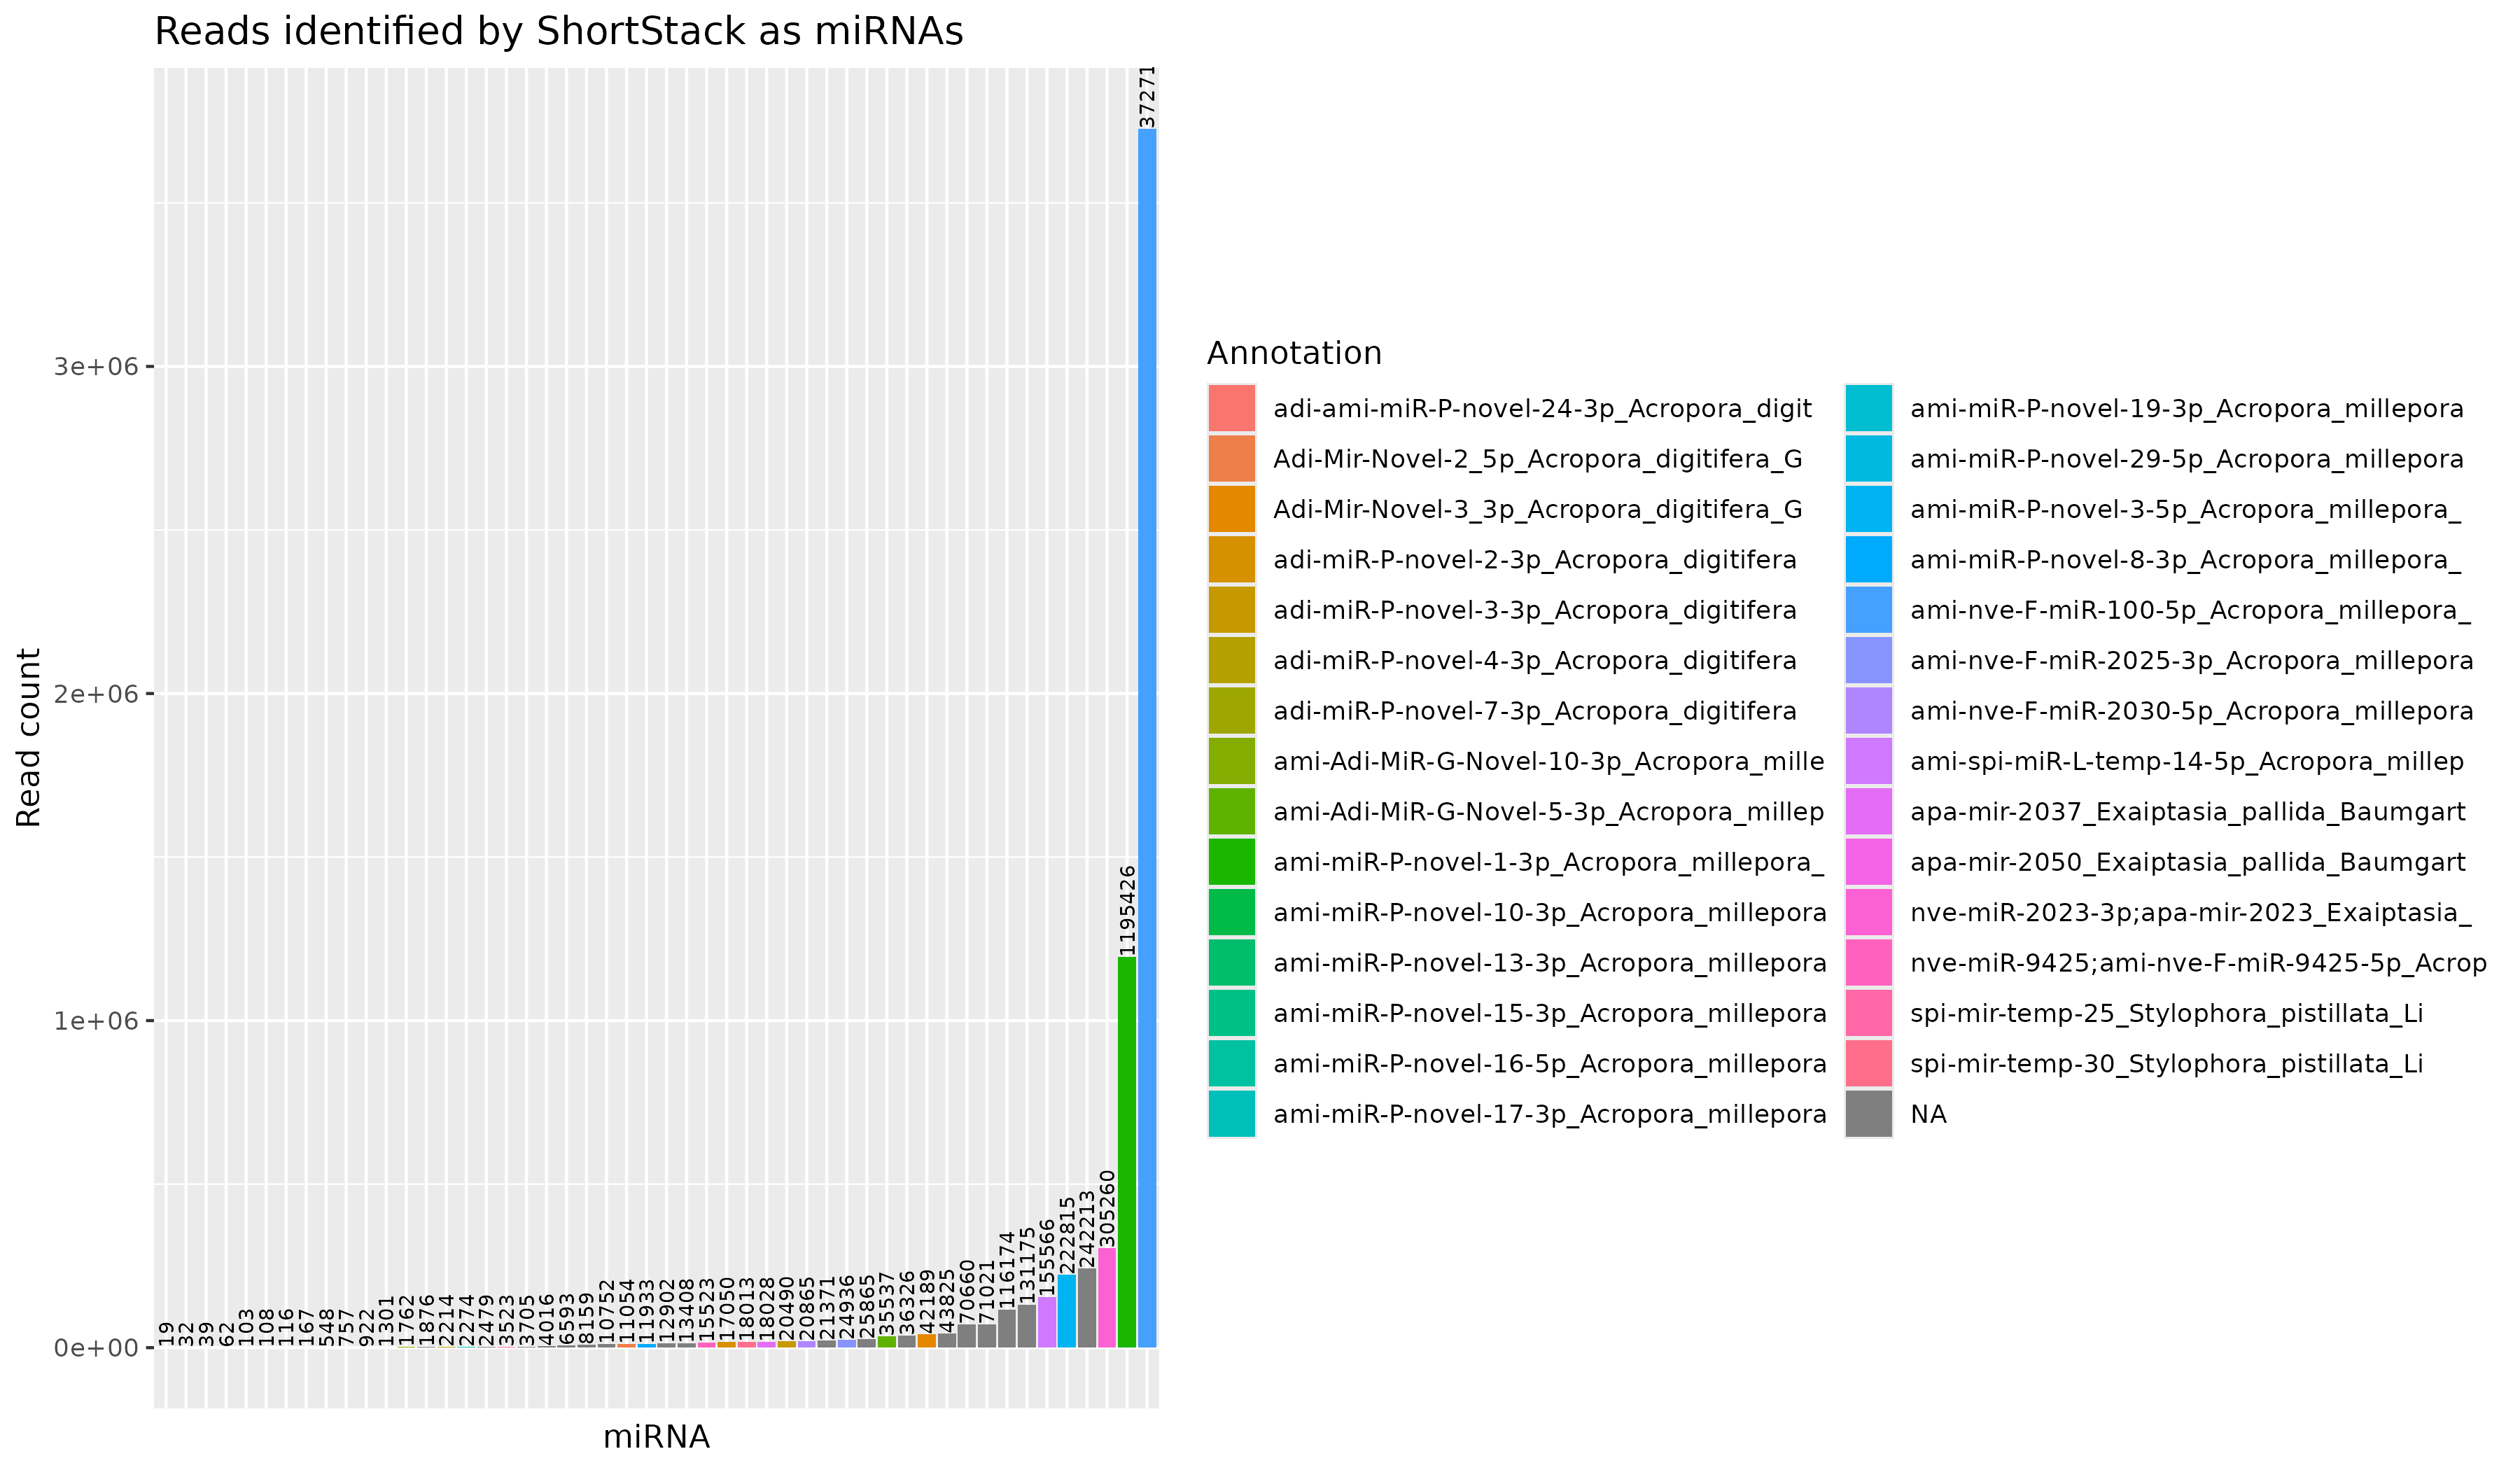 Reads identified by ShortStack as miRNAs
Read count
3e+06
2e+06
1e+06
0e+00
19
32
39
62
103
108
116
167
548
757
922
1301
1762
1876
2214
2274
2479
3523
3705
4016
6593
8159
10752
11054
11933
12902
13408
15523
17050
18013
18028
20490
20865
21371
24936
25865
35537
36326
42189
43825
70660
71021
116174
131175
155566
222815
242213
305260
1195426
37271
miRNA
Annotation
adi-ami-miR-P-novel-24-3p_Acropora_digit
Adi-Mir-Novel-2_5p_Acropora_digitifera_G
Adi-Mir-Novel-3_3p_Acropora_digitifera_G
adi-miR-P-novel-2-3p_Acropora_digitifera
adi-miR-P-novel-3-3p_Acropora_digitifera
adi-miR-P-novel-4-3p_Acropora_digitifera
adi-miR-P-novel-7-3p_Acropora_digitifera
ami-Adi-MiR-G-Novel-10-3p_Acropora_mille
ami-Adi-MiR-G-Novel-5-3p_Acropora_millep
ami-miR-P-novel-1-3p_Acropora_millepora_
ami-miR-P-novel-10-3p_Acropora_millepora
ami-miR-P-novel-13-3p_Acropora_millepora
ami-miR-P-novel-15-3p_Acropora_millepora
ami-miR-P-novel-16-5p_Acropora_millepora
ami-miR-P-novel-17-3p_Acropora_millepora
ami-miR-P-novel-19-3p_Acropora_millepora
ami-miR-P-novel-29-5p_Acropora_millepora
ami-miR-P-novel-3-5p_Acropora_millepora_
ami-miR-P-novel-8-3p_Acropora_millepora_
ami-nve-F-miR-100-5p_Acropora_millepora_
ami-nve-F-miR-2025-3p_Acropora_millepora
ami-nve-F-miR-2030-5p_Acropora_millepora
ami-spi-miR-L-temp-14-5p_Acropora_millep
apa-mir-2037_Exaiptasia_pallida_Baumgart
apa-mir-2050_Exaiptasia_pallida_Baumgart
nve-miR-2023-3p;apa-mir-2023_Exaiptasia_
nve-miR-9425;ami-nve-F-miR-9425-5p_Acrop
spi-mir-temp-25_Stylophora_pistillata_Li
spi-mir-temp-30_Stylophora_pistillata_Li
NA